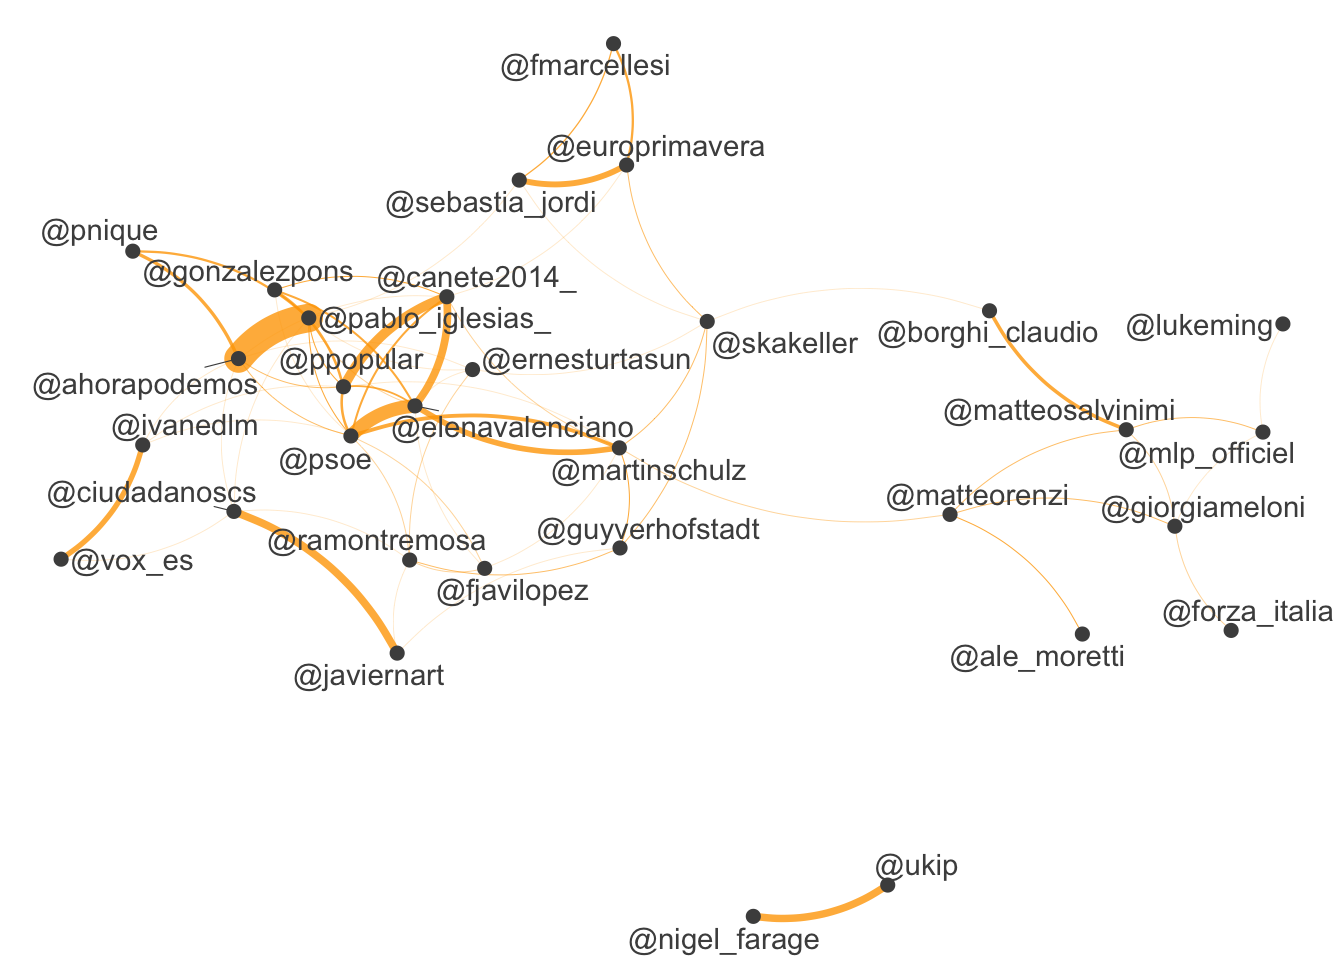 @fmarcellesi
@europrimavera
@sebastia_jordi
@pnique
@gonzalezpons
@canete2014_
@pablo_iglesias_
@skakeller
@borghi_claudio
@lukeming
@ppopular
@ernesturtasun
@ahorapodemos
@ivanedlm
@elenavalenciano
@matteosalvinimi
@psoe
@martinschulz
@mlp_officiel
@ciudadanoscs
@matteorenzi
@giorgiameloni
@ramontremosa
@guyverhofstadt
@vox_es
@fjavilopez
@forza_italia
@javiernart
@ale_moretti
@ukip
@nigel_farage